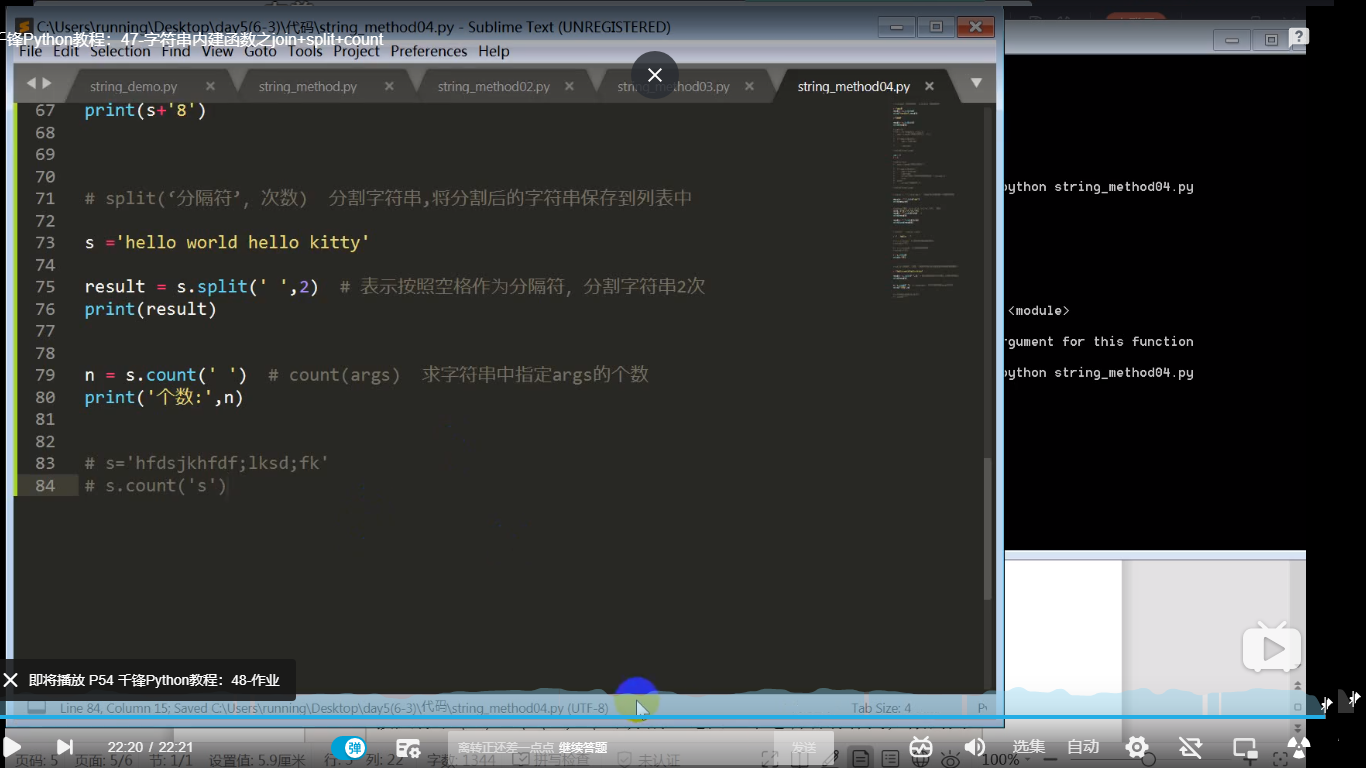 C:\Users\running\Desktop\day5(6-3)\代码\string_method04.py - Sublime Text (UNREGISTERED)
千锋Python教程：47-字符串内建函数之join+split+count
File Edit Selection Find View Goto Tools Project Preferences Help
string_demo.py
string_method.py
string_method02.py
string_method04.py
67 print(s+'8')
68
69
70
71 # split(‘分隔符’, 次数) 分割字符串,将分割后的字符串保存到列表中
72
73 s ='hello world hello kitty'
74
75 result = s.split(' ',2) # 表示按照空格作为分隔符, 分割字符串2次
76 print(result)
77
78
79 n = s.count(' ') # count(args) 求字符串中指定args的个数
80 print('个数:',n)
81
82
83 # s='hfdsjkhfdf;lksd;fk'
84 # s.count('s')
python string_method04.py
<module>
rgument for this function
python string_method04.py
即将播放 P54 千锋Python教程：48-作业
Line 84, Column 15; Saved C:\Users\running\Desktop\day5(6-3)\代码\string_method04.py (UTF-8)
Tab Size: 4
22:20 / 22:21
弹
离转正还差一点点 继续答题
发送
选集
自动
页码: 5 页面: 5/6 节: 1/1 设置值: 5.9厘米 行: 5 列: 22 字数: 1344 拼写检查 未认证
100%